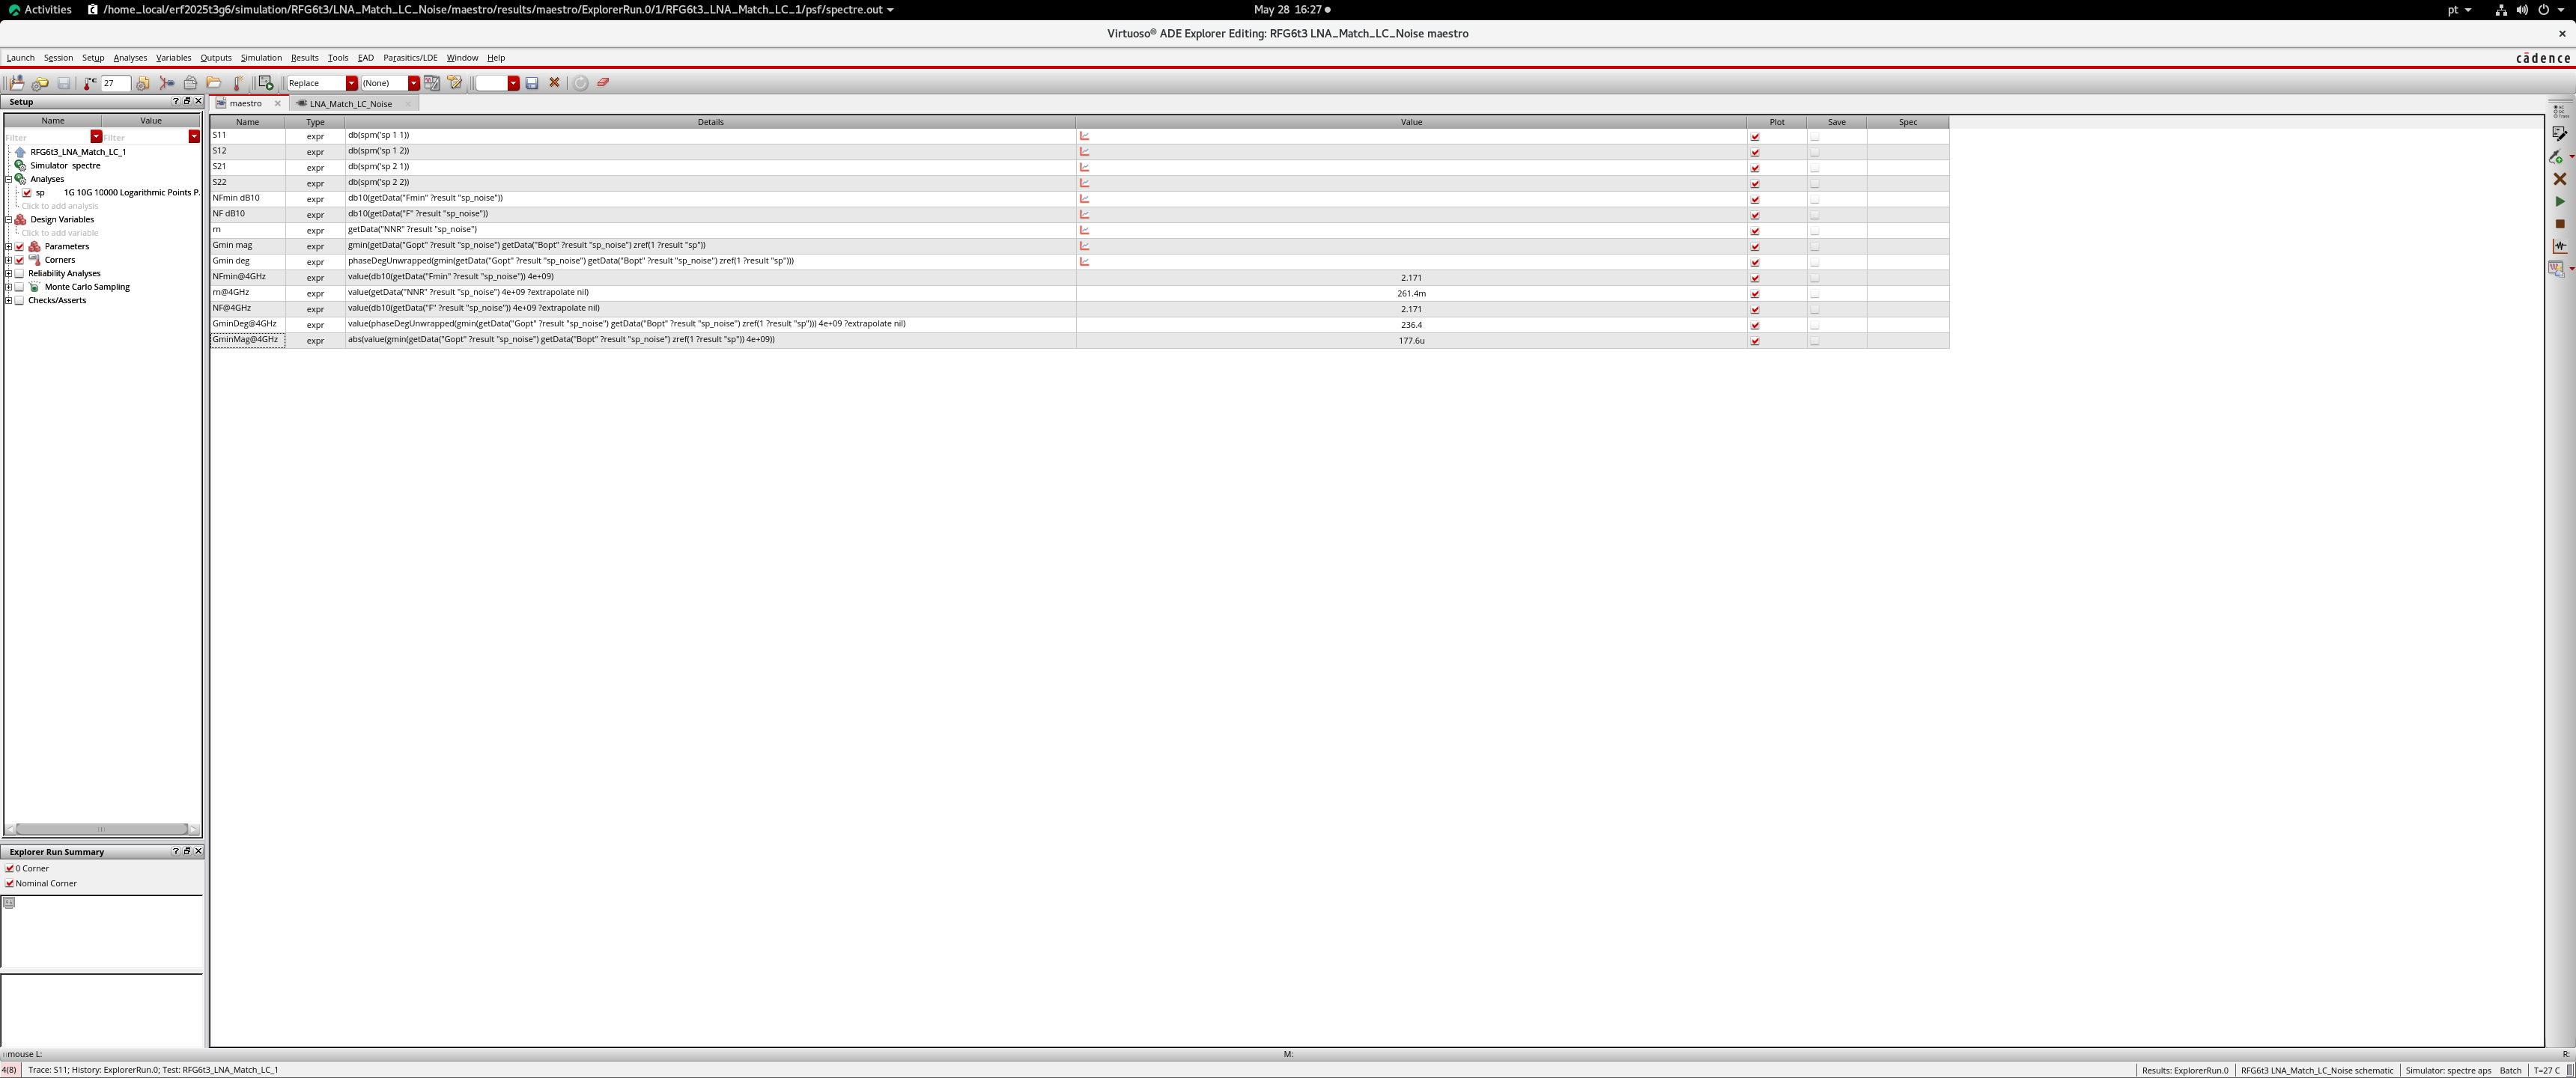 Activities /home_local/erf2025t3g6/simulation/RFG6t3/LNA_Match_LC_Noise/maestro/results/maestro/ExplorerRun.0/1/RFG6t3_LNA_Match_LC_1/psf/spectre.out May 28 16:27 pt
Virtuoso® ADE Explorer Editing: RFG6t3 LNA_Match_LC_Noise maestro
Launch Session Setup Analyses Variables Outputs Simulation Results Tools EAD Parasitics/LDE Window Help cādence
27 Replace (None)
Setup
Name Value
Filter Filter
RFG6t3_LNA_Match_LC_1
Simulator spectre
Analyses
sp 1G 10G 10000 Logarithmic Points P.
Click to add analysis
Design Variables
Click to add variable
Parameters
Corners
Reliability Analyses
Monte Carlo Sampling
Checks/Asserts
maestro LNA_Match_LC_Noise
Name Type Details Value Plot Save Spec
S11 expr db(spm('sp 1 1))
S12 expr db(spm('sp 1 2))
S21 expr db(spm('sp 2 1))
S22 expr db(spm('sp 2 2))
NFmin dB10 expr db10(getData("Fmin" ?result "sp_noise"))
NF dB10 expr db10(getData("F" ?result "sp_noise"))
rn expr getData("NNR" ?result "sp_noise")
Gmin mag expr gmin(getData("Gopt" ?result "sp_noise") getData("Bopt" ?result "sp_noise") zref(1 ?result "sp"))
Gmin deg expr phaseDegUnwrapped(gmin(getData("Gopt" ?result "sp_noise") getData("Bopt" ?result "sp_noise") zref(1 ?result "sp")))
NFmin@4GHz expr value(db10(getData("Fmin" ?result "sp_noise")) 4e+09) 2.171
rn@4GHz expr value(getData("NNR" ?result "sp_noise") 4e+09 ?extrapolate nil) 261.4m
NF@4GHz expr value(db10(getData("F" ?result "sp_noise")) 4e+09 ?extrapolate nil) 2.171
GminDeg@4GHz expr value(phaseDegUnwrapped(gmin(getData("Gopt" ?result "sp_noise") getData("Bopt" ?result "sp_noise") zref(1 ?result "sp"))) 4e+09 ?extrapolate nil) 236.4
GminMag@4GHz expr abs(value(gmin(getData("Gopt" ?result "sp_noise") getData("Bopt" ?result "sp_noise") zref(1 ?result "sp")) 4e+09)) 177.6u
Explorer Run Summary
0 Corner
Nominal Corner
mouse L: M: R:
4(8) Trace: S11; History: ExplorerRun.0; Test: RFG6t3_LNA_Match_LC_1 Results: ExplorerRun.0 RFG6t3 LNA_Match_LC_Noise schematic Simulator: spectre aps Batch T=27 C